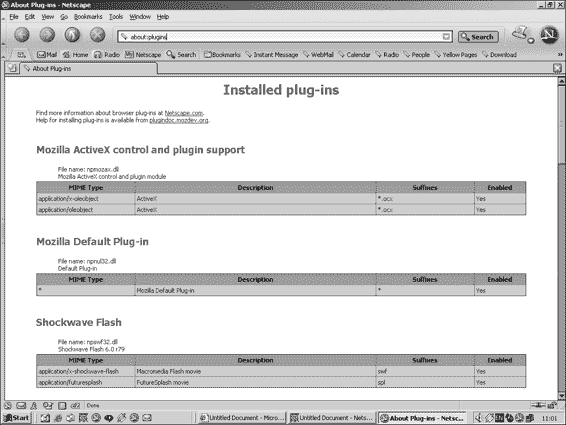 About Plug-ins - Netscape
File Edit View Go Bookmarks Tools Window Help
about:plugins Search
Mail Home Radio Netscape Search Bookmarks Instant Message WebMail Calendar Radio People Yellow Pages Download
About Plug-ins
Installed plug-ins
Find more information about browser plug-ins at Netscape.com.
Help for installing plug-ins is available from plugindoc.mozdev.org.
Mozilla ActiveX control and plugin support
File name: npmozax.dll
Mozilla ActiveX control and plugin module
MIME Type Description Suffixes Enabled
application/x-oleobject ActiveX *.ocx Yes
application/oleobject ActiveX *.ocx Yes
Mozilla Default Plug-in
File name: npnul32.dll
Default Plug-in
MIME Type Description Suffixes Enabled
* Mozilla Default Plug-in * Yes
Shockwave Flash
File name: npswf32.dll
Shockwave Flash 6.0 r79
MIME Type Description Suffixes Enabled
application/x-shockwave-flash Macromedia Flash movie swf Yes
application/futuresplash FutureSplash movie spl Yes
Done
Start Untitled Document - Micro... Untitled Document - Nets... About Plug-ins - Netsc... EN 11:01